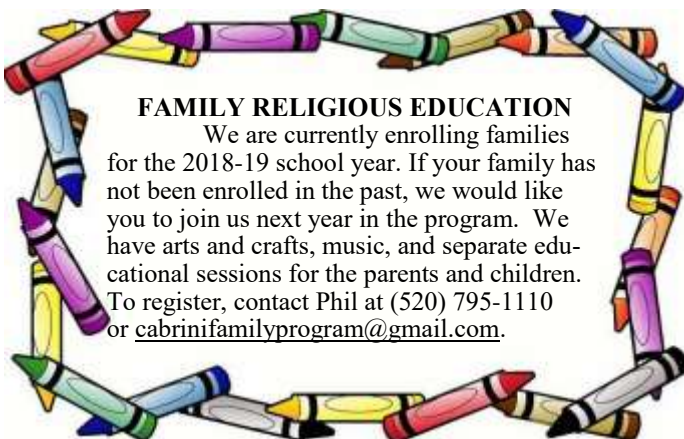 FAMILY RELIGIOUS EDUCATION
We are currently enrolling families
for the 2018-19 school year. If your family has
not been enrolled in the past, we would like
you to join us next year in the program.  We
have arts and crafts, music, and separate edu-
cational sessions for the parents and children.
To register, contact Phil at (520) 795-1110
or cabrinifamilyprogram@gmail.com.